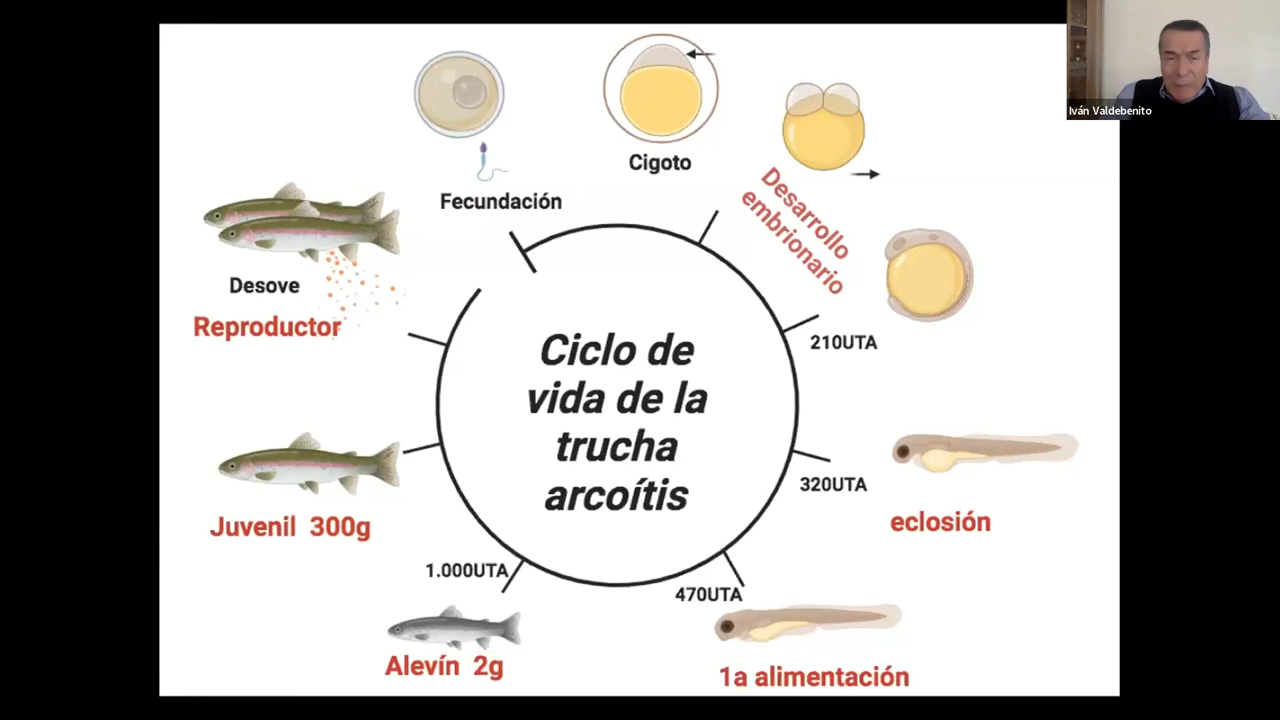 Iván Valdebenito
Fecundación
Cigoto
Desarrollo
embrionario
210UTA
320UTA
eclosión
470UTA
1a alimentación
1.000UTA
Alevín 2g
Juvenil 300g
Desove
Reproductor
Ciclo de
vida de la
trucha
arcoítis